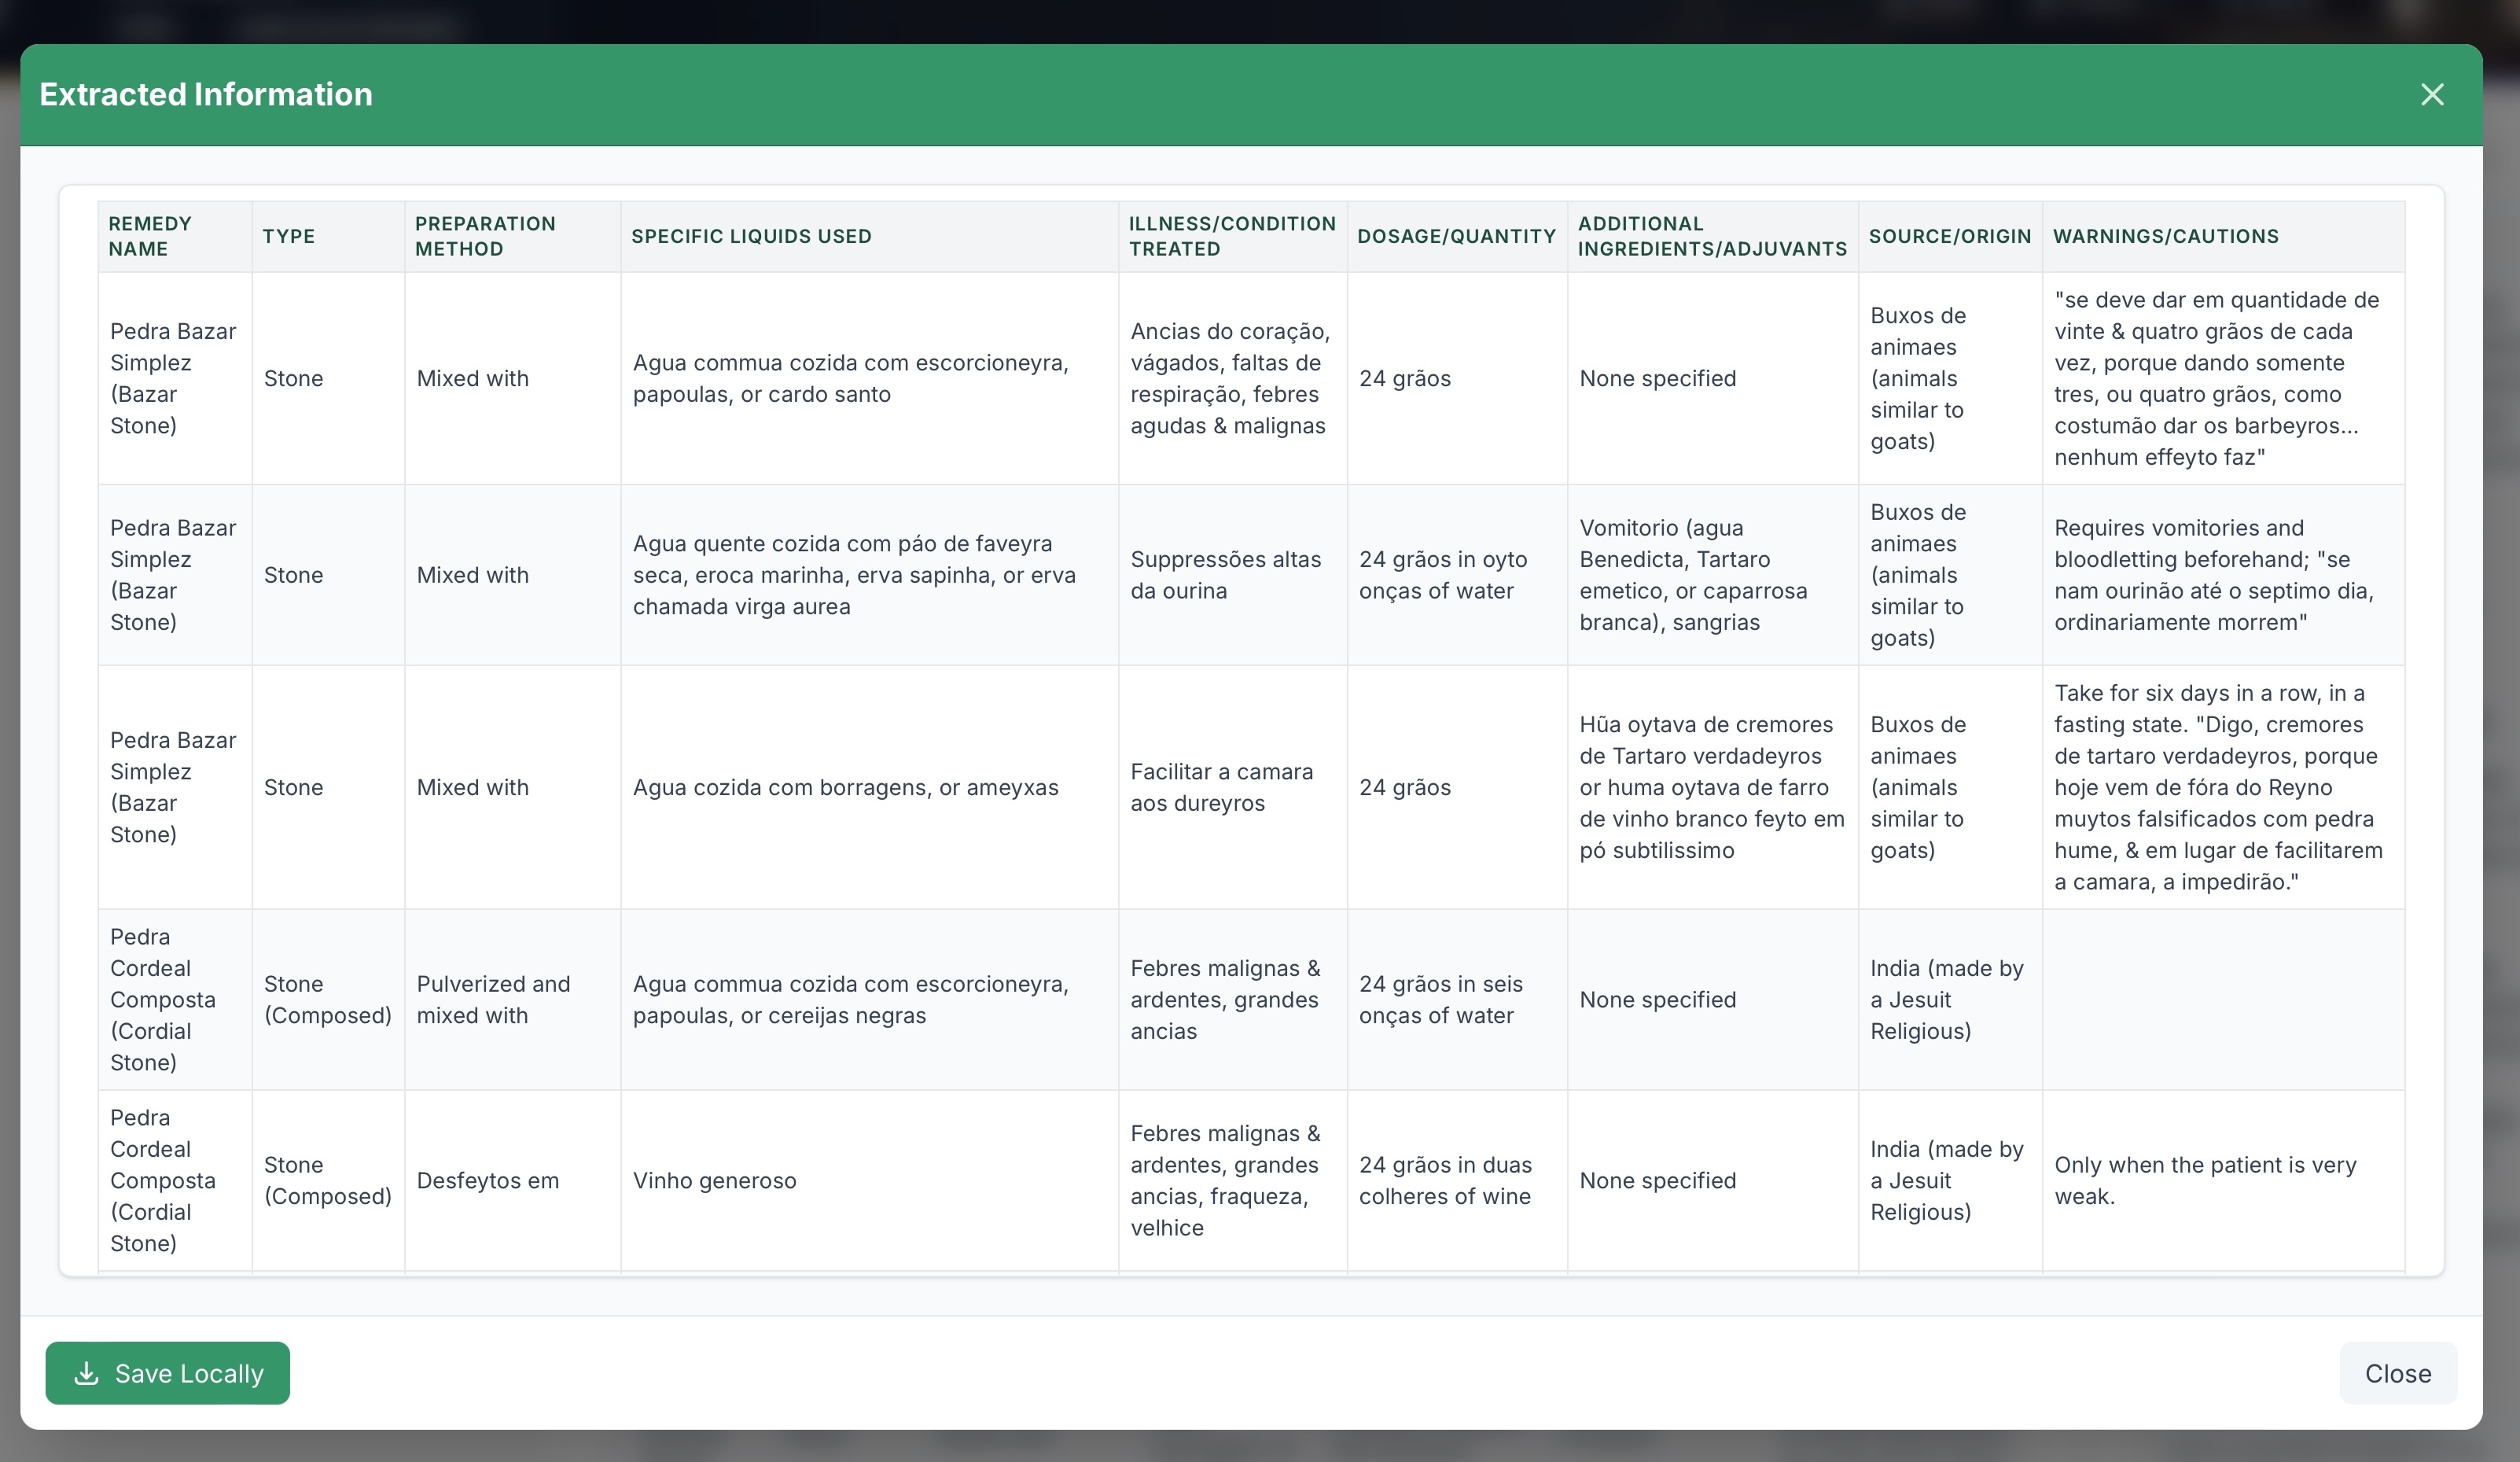 Extracted Information
REMEDY
NAME
TYPE
PREPARATION
METHOD
SPECIFIC LIQUIDS USED
ILLNESS/CONDITION
TREATED
DOSAGE/QUANTITY
ADDITIONAL
INGREDIENTS/ADJUVANTS
SOURCE/ORIGIN
WARNINGS/CAUTIONS
Pedra Bazar
Simplez
(Bazar
Stone)
Stone
Mixed with
Agua commua cozida com escorcioneyra,
papoulas, or cardo santo
Ancias do coração,
vágados, faltas de
respiração, febres
agudas & malignas
24 grãos
None specified
Buxos de
animaes
(animals
similar to
goats)
"se deve dar em quantidade de
vinte & quatro grãos de cada
vez, porque dando somente
tres, ou quatro grãos, como
costumão dar os barbeyros...
nenhum effeyto faz"
Pedra Bazar
Simplez
(Bazar
Stone)
Stone
Mixed with
Agua quente cozida com páo de faveyra
seca, eroca marinha, erva sapinha, or erva
chamada virga aurea
Suppressões altas
da ourina
24 grãos in oyto
onças of water
Vomitorio (agua
Benedicta, Tartaro
emetico, or caparrosa
branca), sangrias
Buxos de
animaes
(animals
similar to
goats)
Requires vomitories and
bloodletting beforehand; "se
nam ourinão até o septimo dia,
ordinariamente morrem"
Pedra Bazar
Simplez
(Bazar
Stone)
Stone
Mixed with
Agua cozida com borragens, or ameyxas
Facilitar a camara
aos dureyros
24 grãos
Hũa oytava de cremores
de Tartaro verdadeyros
or huma oytava de farro
de vinho branco feyto em
pó subtilissimo
Buxos de
animaes
(animals
similar to
goats)
Take for six days in a row, in a
fasting state. "Digo, cremores
de tartaro verdadeyros, porque
hoje vem de fóra do Reyno
muytos falsificados com pedra
hume, & em lugar de facilitarem
a camara, a impedirão."
Pedra
Cordeal
Composta
(Cordial
Stone)
Stone
(Composed)
Pulverized and
mixed with
Agua commua cozida com escorcioneyra,
papoulas, or cereijas negras
Febres malignas &
ardentes, grandes
ancias
24 grãos in seis
onças of water
None specified
India (made by
a Jesuit
Religious)
Pedra
Cordeal
Composta
(Cordial
Stone)
Stone
(Composed)
Desfeytos em
Vinho generoso
Febres malignas &
ardentes, grandes
ancias, fraqueza,
velhice
24 grãos in duas
colheres of wine
None specified
India (made by
a Jesuit
Religious)
Only when the patient is very
weak.
Save Locally
Close